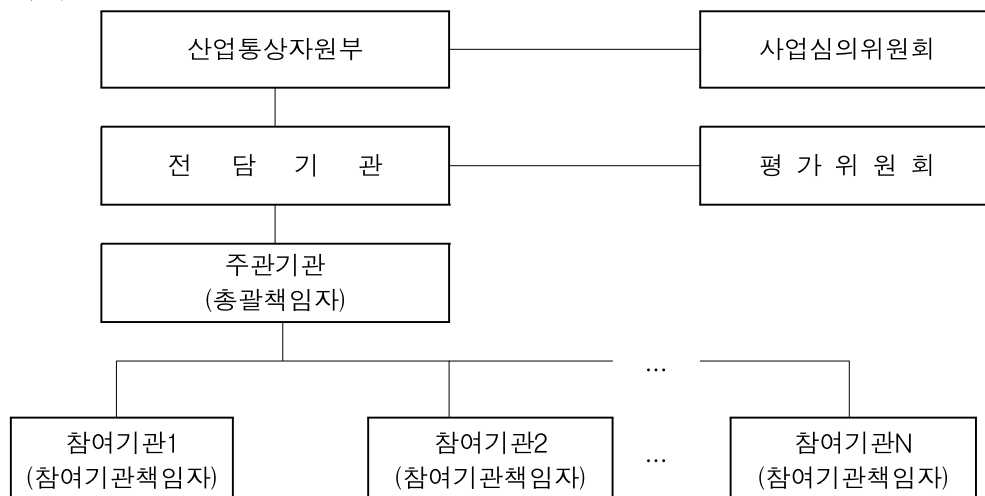 산업통상자원부
사업심의위원회
전 담 기 관
평 가 위 원 회
주관기관
(총괄책임자)
...
참여기관1
(참여기관책임자)
참여기관2
(참여기관책임자)
...
참여기관N
(참여기관책임자)